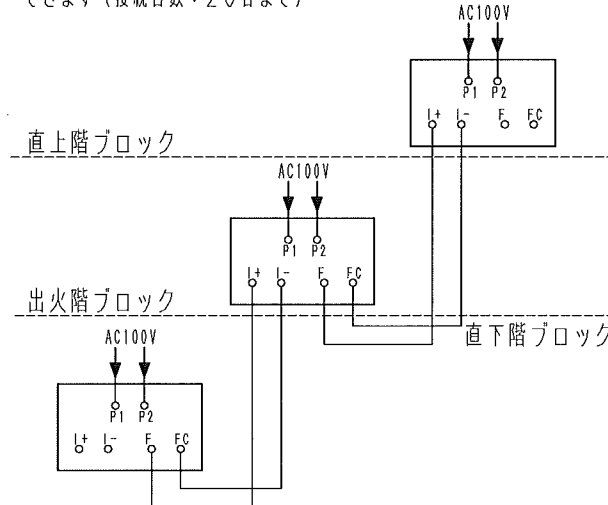 できます(接続台数:20台まで)
AC100V
P1 P2
I+ I- F FC
直上階ブロック
AC100V
P1 P2
I+ I- F FC
出火階ブロック
直下階ブロック
AC100V
P1 P2
I+ I- F FC